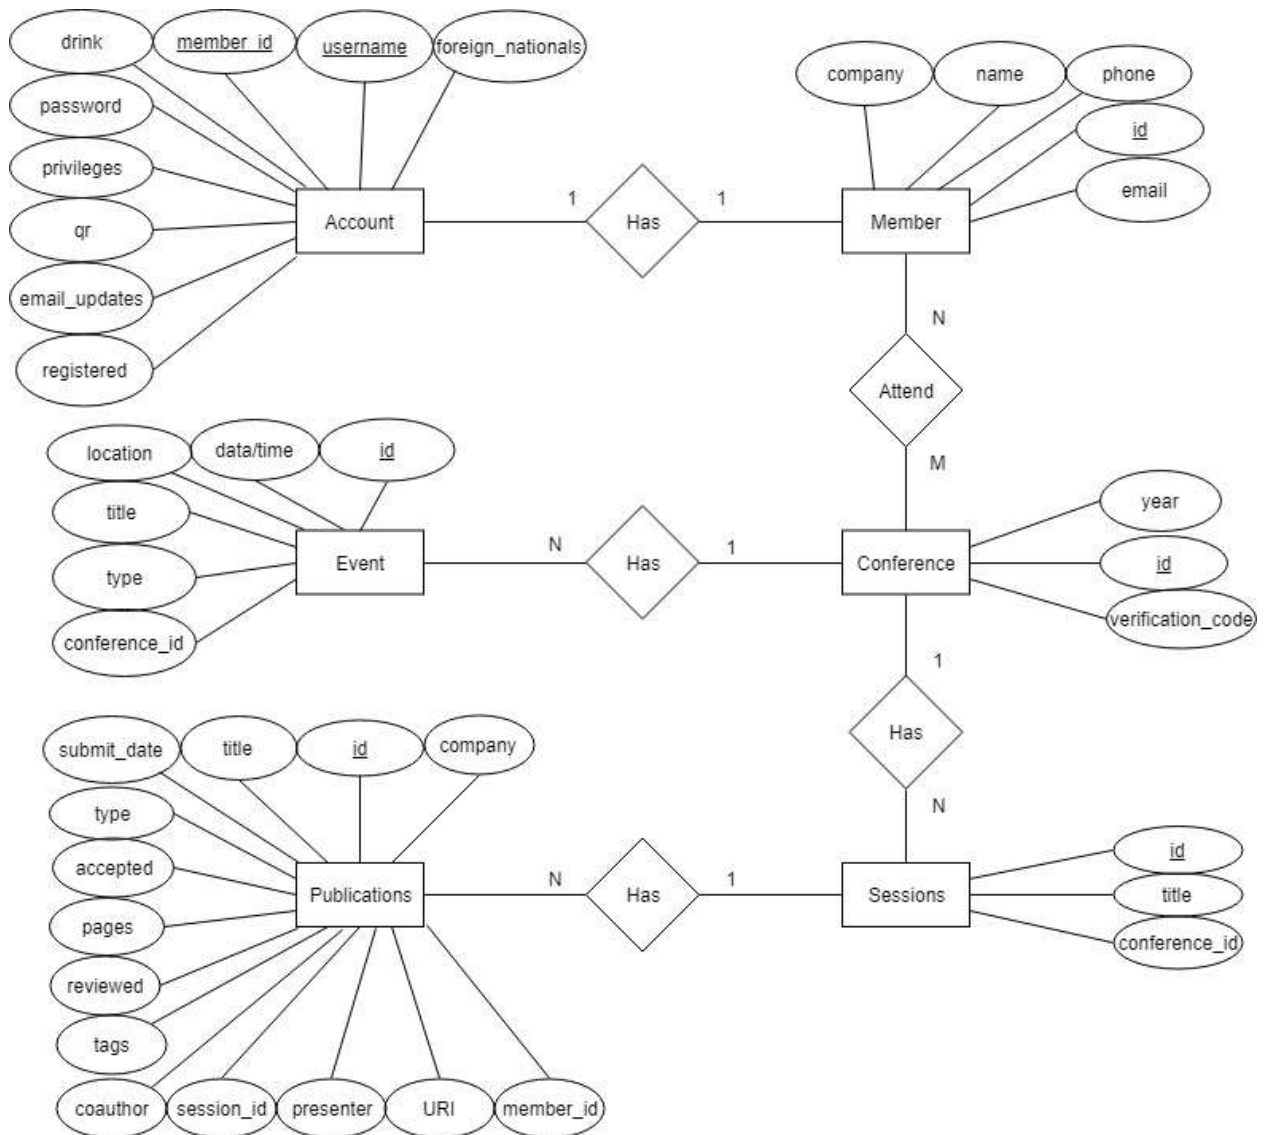 drink
member_id
username
foreign_nationals
company
name
phone
password
id
privileges
email
Account
1
Has
1
Member
qr
email_updates
N
registered
Attend
location
data/time
id
M
title
year
Event
N
Has
1
Conference
id
type
verification_code
conference_id
1
submit_date
title
id
company
Has
type
N
accepted
id
Publications
N
Has
1
Sessions
title
pages
conference_id
reviewed
tags
coauthor
session_id
presenter
URI
member_id